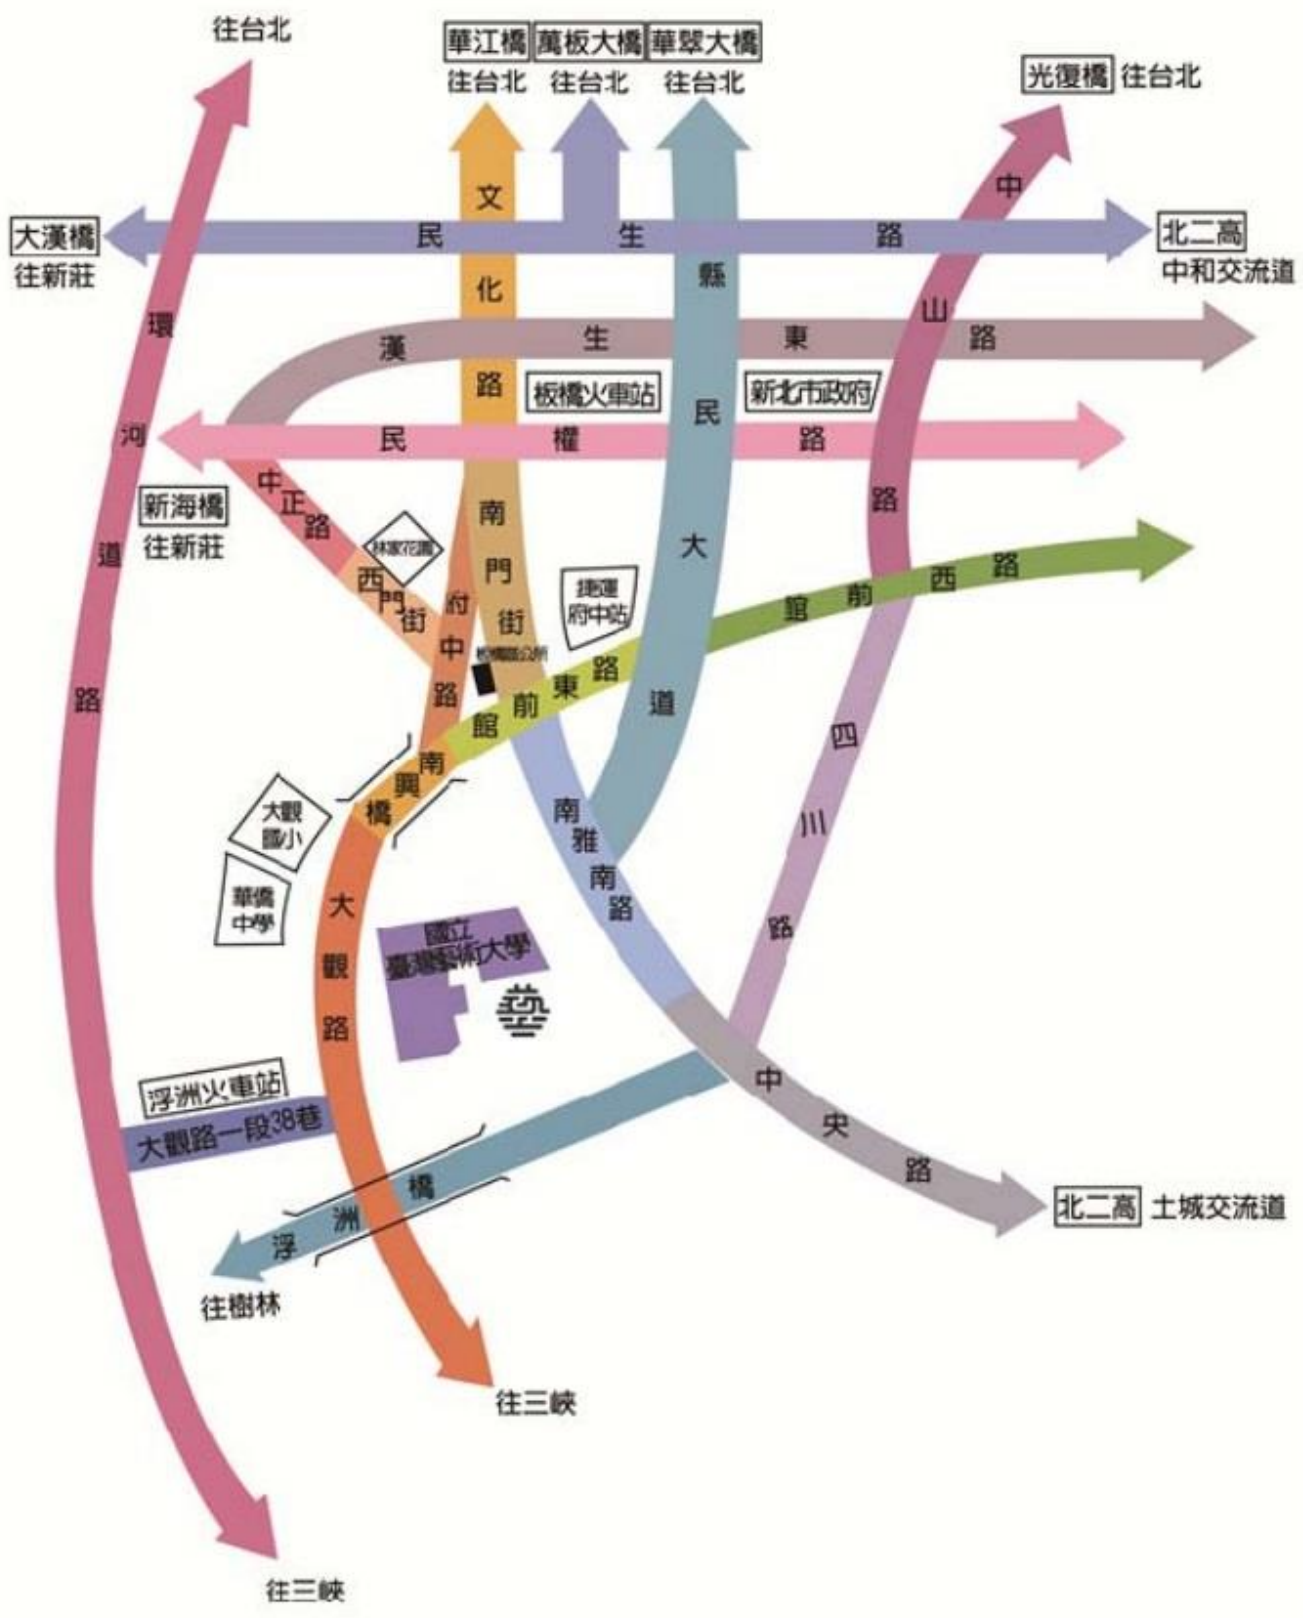 往台北
華江橋
往台北
萬板大橋
往台北
華翠大橋
往台北
光復橋 往台北
大漢橋
往新莊
民生路
北二高
中和交流道
文化路
縣民大道
中山路
環河道路
漢生東路
板橋火車站
新北市政府
民權路
新海橋
往新莊
中正路
林家花園
西門街
府中路
南門街
捷運
府中站
板橋區公所
館前西路
館前東路
南興橋
大觀
國小
華僑
中學
南雅南路
四川路
大觀路
國立
臺灣藝術大學
藝
浮洲火車站
大觀路一段38巷
中央路
北二高 土城交流道
浮洲橋
往樹林
往三峽
往三峽